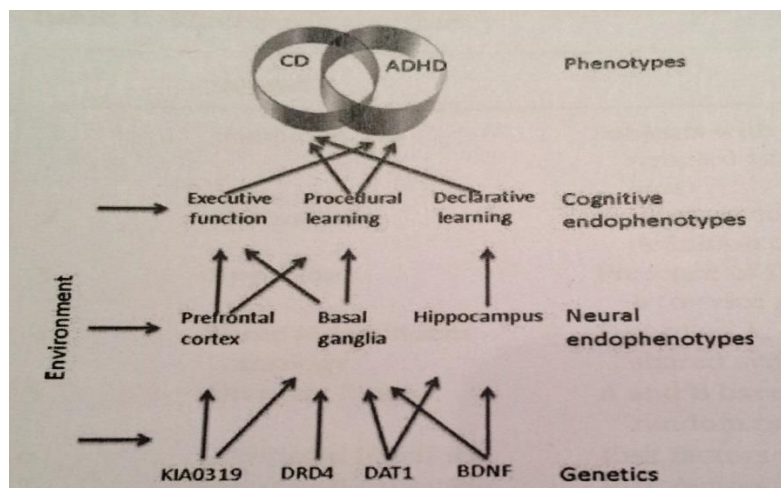 CD ADHD Phenotypes
Executive Procedural Declarative Cognitive
function learning learning endophenotypes
Environment
Prefrontal Basal Hippocampus Neural
cortex ganglia endophenotypes
KIA0319 DRD4 DAT1 BDNF Genetics